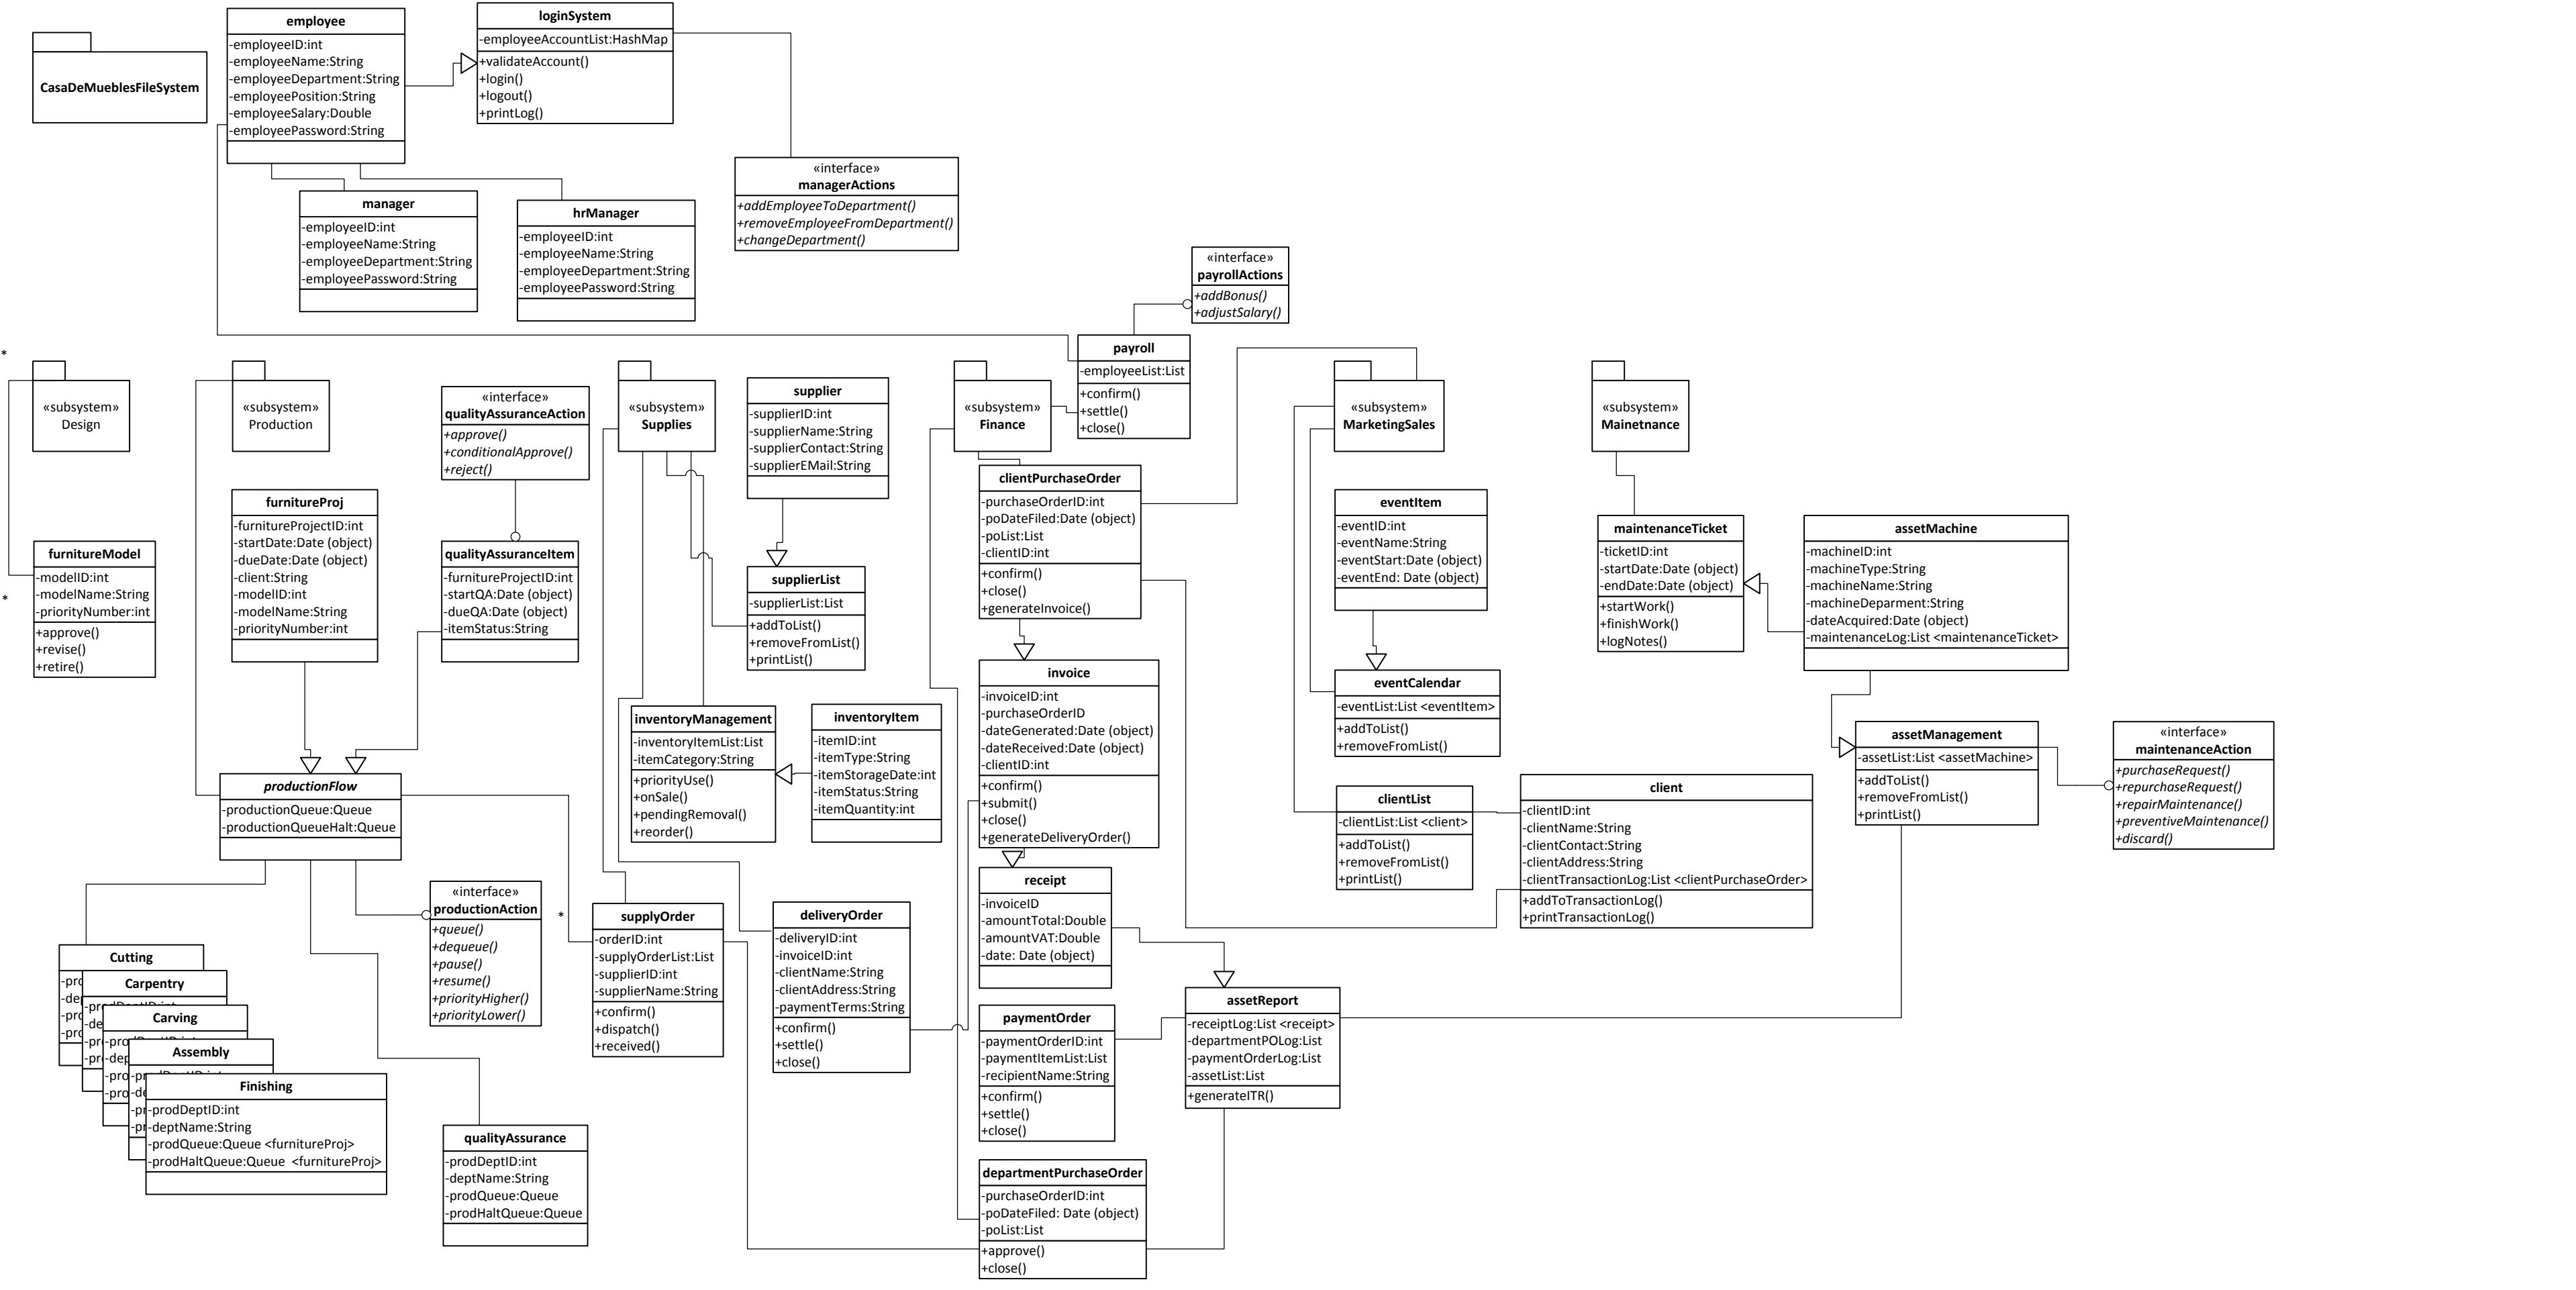 CasaDeMueblesFileSystem
employee
-employeeID:int
-employeeName:String
-employeeDepartment:String
-employeePosition:String
-employeeSalary:Double
-employeePassword:String
loginSystem
-employeeAccountList:HashMap
+validateAccount()
+login()
+logout()
+printLog()
manager
-employeeID:int
-employeeName:String
-employeeDepartment:String
-employeePassword:String
hrManager
-employeeID:int
-employeeName:String
-employeeDepartment:String
-employeePassword:String
«interface»
managerActions
+addEmployeeToDepartment()
+removeEmployeeFromDepartment()
+changeDepartment()
«interface»
payrollActions
+addBonus()
+adjustSalary()
payroll
-employeeList:List
+confirm()
+settle()
+close()
*
«subsystem»
Design
*
furnitureModel
-modelID:int
-modelName:String
-priorityNumber:int
+approve()
+revise()
+retire()
«subsystem»
Production
furnitureProj
-furnitureProjectID:int
-startDate:Date (object)
-dueDate:Date (object)
-client:String
-modelID:int
-modelName:String
-priorityNumber:int
«interface»
qualityAssuranceAction
+approve()
+conditionalApprove()
+reject()
qualityAssuranceItem
-furnitureProjectID:int
-startQA:Date (object)
-dueQA:Date (object)
-itemStatus:String
productionFlow
-productionQueue:Queue
-productionQueueHalt:Queue
«interface»
productionAction
+queue()
+dequeue()
+pause()
+resume()
+priorityHigher()
+priorityLower()
Cutting
Carpentry
Carving
Assembly
Finishing
-prodDeptID:int
-deptName:String
-prodQueue:Queue <furnitureProj>
-prodHaltQueue:Queue <furnitureProj>
qualityAssurance
-prodDeptID:int
-deptName:String
-prodQueue:Queue
-prodHaltQueue:Queue
«subsystem»
Supplies
supplier
-supplierID:int
-supplierName:String
-supplierContact:String
-supplierEMail:String
supplierList
-supplierList:List
+addToList()
+removeFromList()
+printList()
inventoryManagement
-inventoryItemList:List
-itemCategory:String
+priorityUse()
+onSale()
+pendingRemoval()
+reorder()
inventoryItem
-itemID:int
-itemType:String
-itemStorageDate:int
-itemStatus:String
-itemQuantity:int
*
supplyOrder
-orderID:int
-supplyOrderList:List
-supplierID:int
-supplierName:String
+confirm()
+dispatch()
+received()
deliveryOrder
-deliveryID:int
-invoiceID:int
-clientName:String
-clientAddress:String
-paymentTerms:String
+confirm()
+settle()
+close()
«subsystem»
Finance
clientPurchaseOrder
-purchaseOrderID:int
-poDateFiled:Date (object)
-poList:List
-clientID:int
+confirm()
+close()
+generateInvoice()
invoice
-invoiceID:int
-purchaseOrderID
-dateGenerated:Date (object)
-dateReceived:Date (object)
-clientID:int
+confirm()
+submit()
+close()
+generateDeliveryOrder()
receipt
-invoiceID
-amountTotal:Double
-amountVAT:Double
-date: Date (object)
paymentOrder
-paymentOrderID:int
-paymentItemList:List
-recipientName:String
+confirm()
+settle()
+close()
departmentPurchaseOrder
-purchaseOrderID:int
-poDateFiled: Date (object)
-poList:List
+approve()
+close()
assetReport
-receiptLog:List <receipt>
-departmentPOLog:List
-paymentOrderLog:List
-assetList:List
+generateITR()
«subsystem»
MarketingSales
eventItem
-eventID:int
-eventName:String
-eventStart:Date (object)
-eventEnd: Date (object)
eventCalendar
-eventList:List <eventItem>
+addToList()
+removeFromList()
clientList
-clientList:List <client>
+addToList()
+removeFromList()
+printList()
client
-clientID:int
-clientName:String
-clientContact:String
-clientAddress:String
-clientTransactionLog:List <clientPurchaseOrder>
+addToTransactionLog()
+printTransactionLog()
«subsystem»
Mainetnance
maintenanceTicket
-ticketID:int
-startDate:Date (object)
-endDate:Date (object)
+startWork()
+finishWork()
+logNotes()
assetMachine
-machineID:int
-machineType:String
-machineName:String
-machineDeparment:String
-dateAcquired:Date (object)
-maintenanceLog:List <maintenanceTicket>
assetManagement
-assetList:List <assetMachine>
+addToList()
+removeFromList()
+printList()
«interface»
maintenanceAction
+purchaseRequest()
+repurchaseRequest()
+repairMaintenance()
+preventiveMaintenance()
+discard()